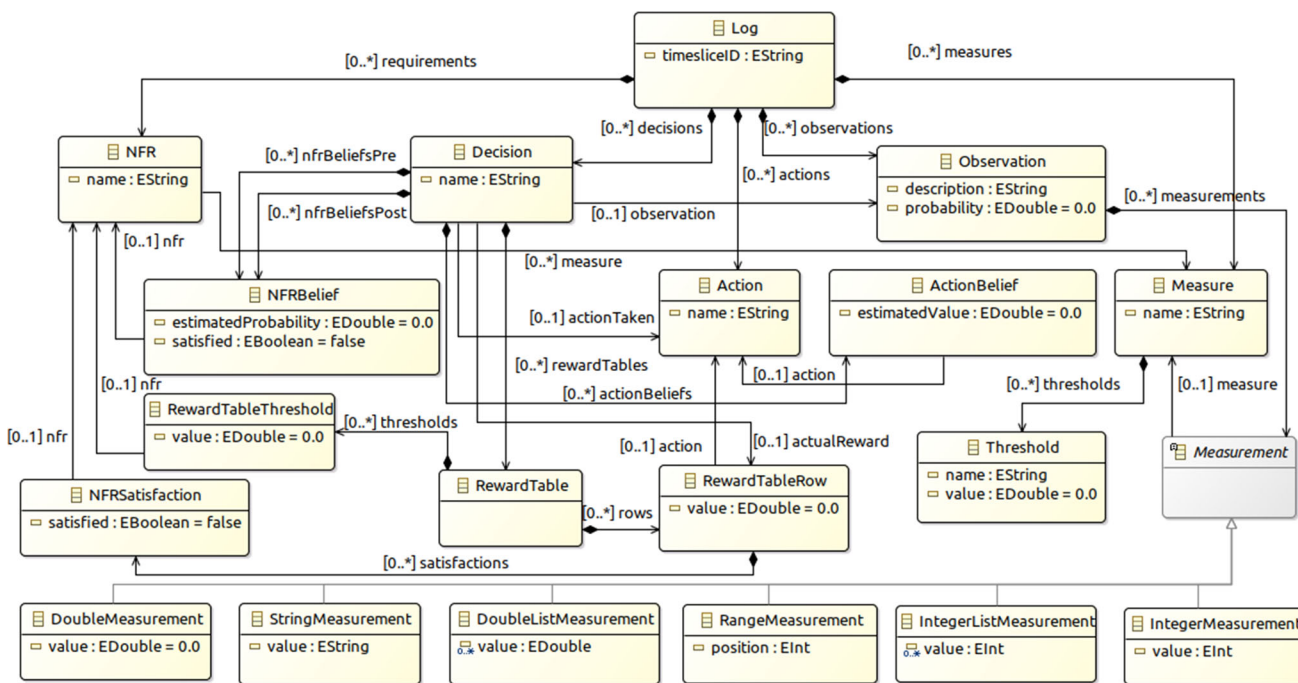 Log
timesliceID : EString
[0..*] requirements
[0..*] measures
[0..*] decisions
[0..*] observations
[0..*] actions
NFR
name : EString
[0..*] nfrBeliefsPre
[0..*] nfrBeliefsPost
Decision
name : EString
[0..1] observation
Observation
description : EString
probability : EDouble = 0.0
[0..*] measurements
[0..1] nfr
[0..*] measure
NFRBelief
estimatedProbability : EDouble = 0.0
satisfied : EBoolean = false
[0..1] actionTaken
Action
name : EString
ActionBelief
estimatedValue : EDouble = 0.0
Measure
name : EString
[0..*] rewardTables
[0..1] action
[0..*] actionBeliefs
[0..*] thresholds
[0..1] measure
[0..1] nfr
RewardTableThreshold
value : EDouble = 0.0
[0..*] thresholds
[0..1] nfr
[0..1] action
[0..1] actualReward
Threshold
name : EString
value : EDouble = 0.0
Measurement
NFRSatisfaction
satisfied : EBoolean = false
RewardTable
[0..*] rows
RewardTableRow
value : EDouble = 0.0
[0..*] satisfactions
DoubleMeasurement
value : EDouble = 0.0
StringMeasurement
value : EString
DoubleListMeasurement
0..*
value : EDouble
RangeMeasurement
position : EInt
IntegerListMeasurement
0..*
value : EInt
IntegerMeasurement
value : EInt